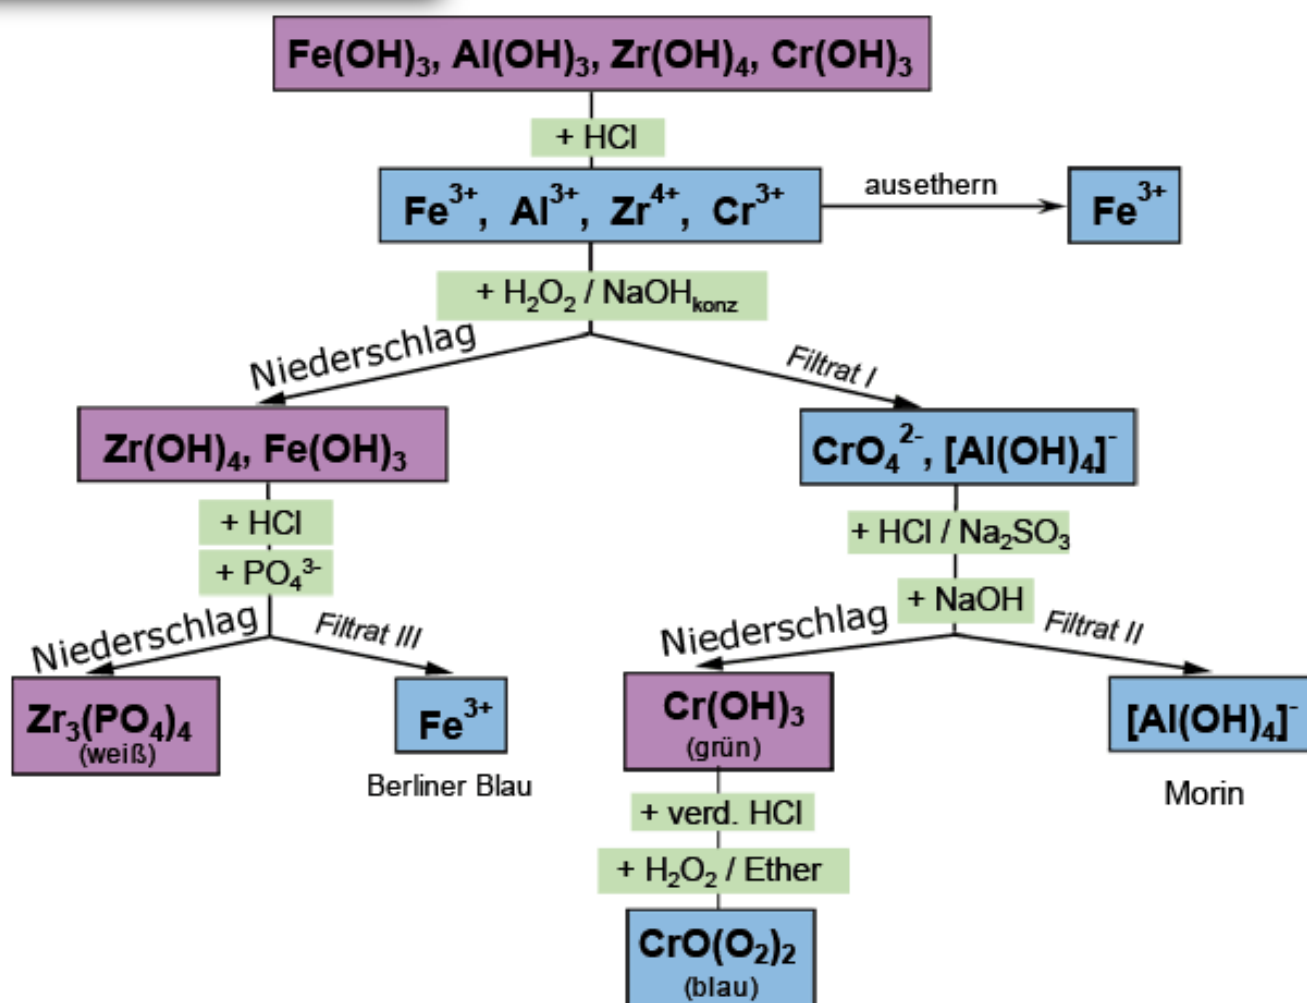 Fe(OH)₃, Al(OH)₃, Zr(OH)₄, Cr(OH)₃
+ HCl
Fe³⁺, Al³⁺, Zr⁴⁺, Cr³⁺
ausethern
Fe³⁺
+ H₂O₂ / NaOHₖₒₙz
Niederschlag
Filtrat I
Zr(OH)₄, Fe(OH)₃
CrO₄²⁻, [Al(OH)₄]⁻
+ HCl
+ HCl / Na₂SO₃
+ PO₄³⁻
+ NaOH
Niederschlag
Filtrat III
Niederschlag
Filtrat II
Zr₃(PO₄)₄
(weiß)
Fe³⁺
Berliner Blau
Cr(OH)₃
(grün)
[Al(OH)₄]⁻
Morin
+ verd. HCl
+ H₂O₂ / Ether
CrO(O₂)₂
(blau)